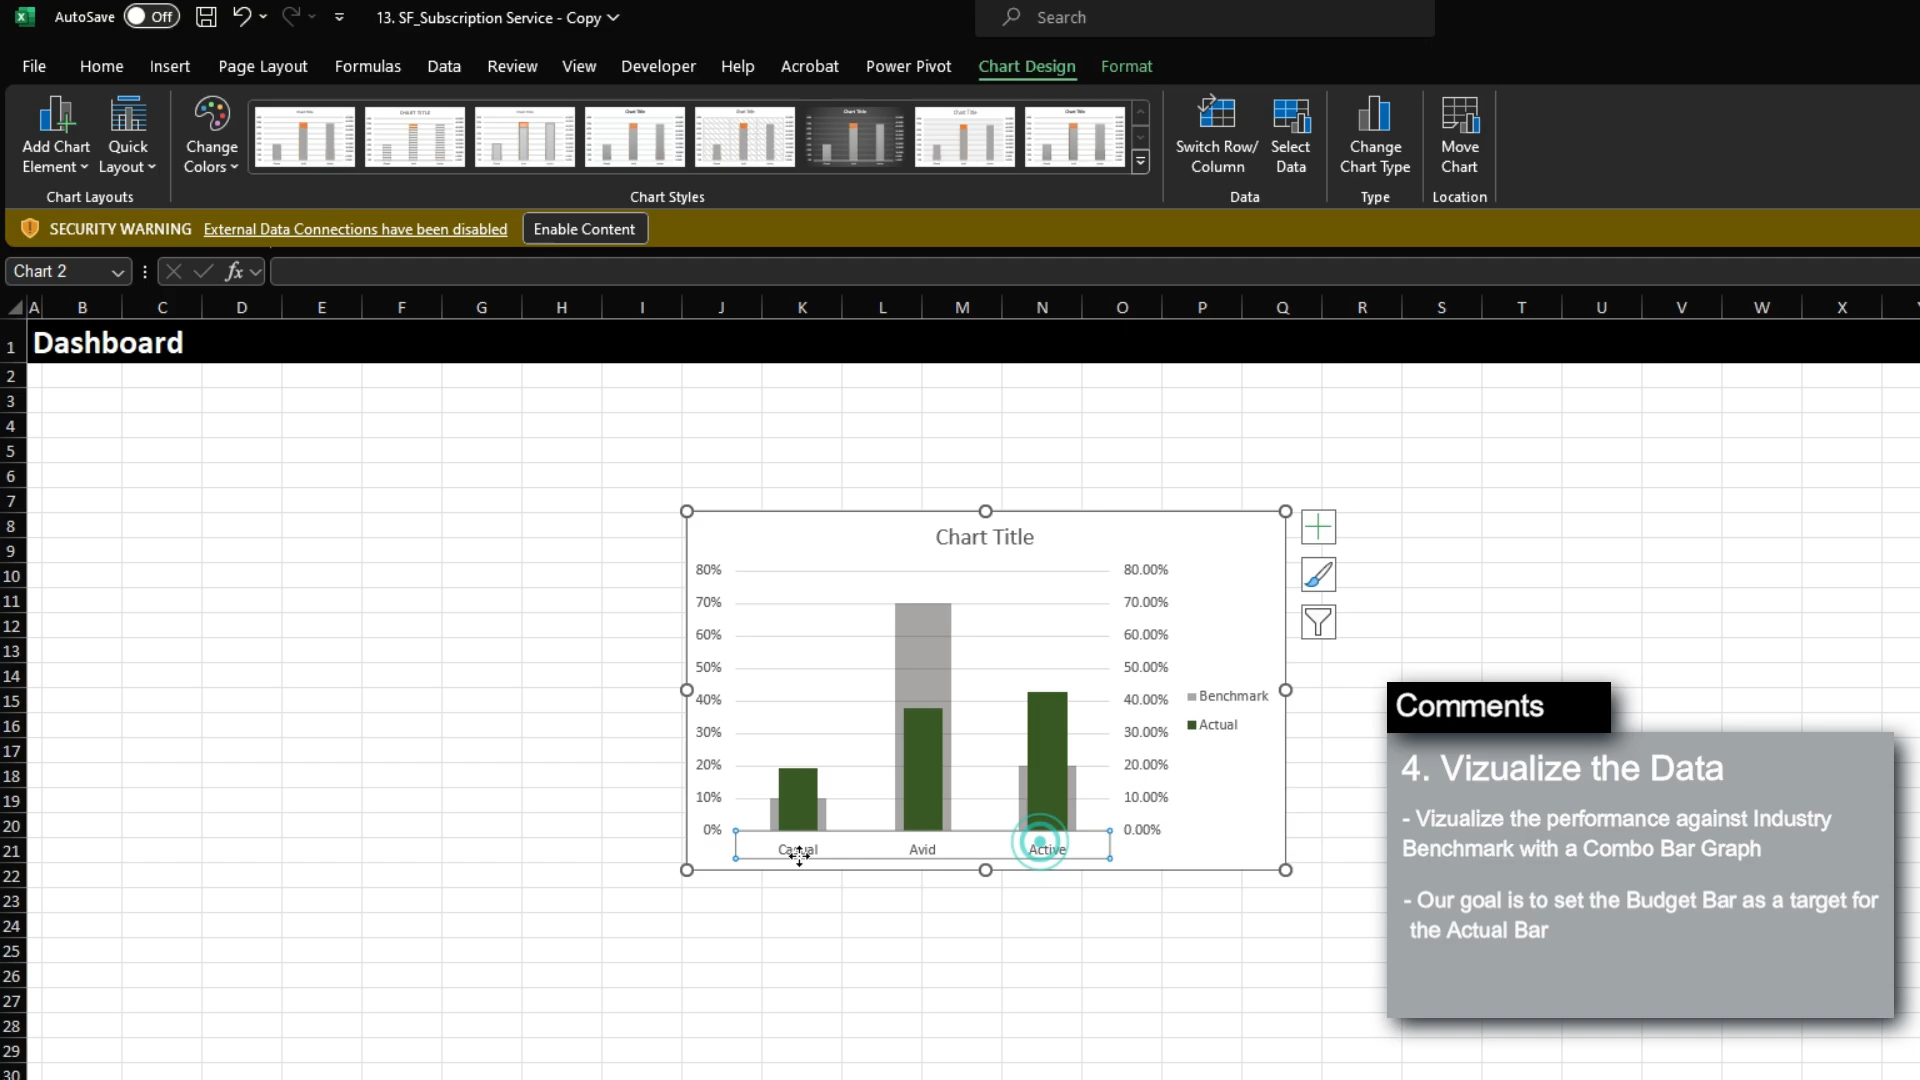 AutoSave Off 13. SF_Subscription Service - Copy Search
File Home Insert Page Layout Formulas Data Review View Developer Help Acrobat Power Pivot Chart Design Format
Add Chart Element
Quick Layout
Change Colors
Switch Row/ Column
Select Data
Change Chart Type
Move Chart
Chart Layouts Chart Styles Data Type Location
SECURITY WARNING External Data Connections have been disabled Enable Content
Chart 2 fx
A B C D E F G H I J K L M N O P Q R S T U V W X
1 Dashboard
2
3
4
5
6
7
8
9
10
11
12
13
14
15
16
17
18
19
20
21
22
23
24
25
26
27
28
29
30
Chart Title
80% 80.00%
70% 70.00%
60% 60.00%
50% 50.00%
40% 40.00%
30% 30.00%
20% 20.00%
10% 10.00%
0% 0.00%
Casual Avid Active
Benchmark
Actual
Comments
4. Vizualize the Data
- Vizualize the performance against Industry
Benchmark with a Combo Bar Graph
- Our goal is to set the Budget Bar as a target for
the Actual Bar